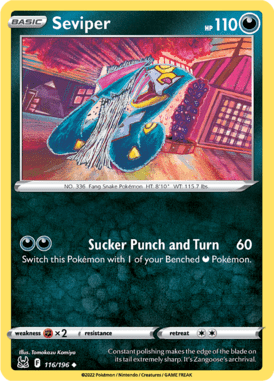 BASIC Seviper HP 110
NO. 336 Fang Snake Pokémon HT: 8'10" WT: 115.7 lbs.
Sucker Punch and Turn 60
Switch this Pokémon with 1 of your Benched Pokémon.
weakness ×2 resistance retreat
Illus. Tomokazu Komiya
F 116/196 ◆
©2022 Pokémon / Nintendo / Creatures / GAME FREAK
Constant polishing makes the edge of the blade on
its tail extremely sharp. It's Zangoose's archrival.